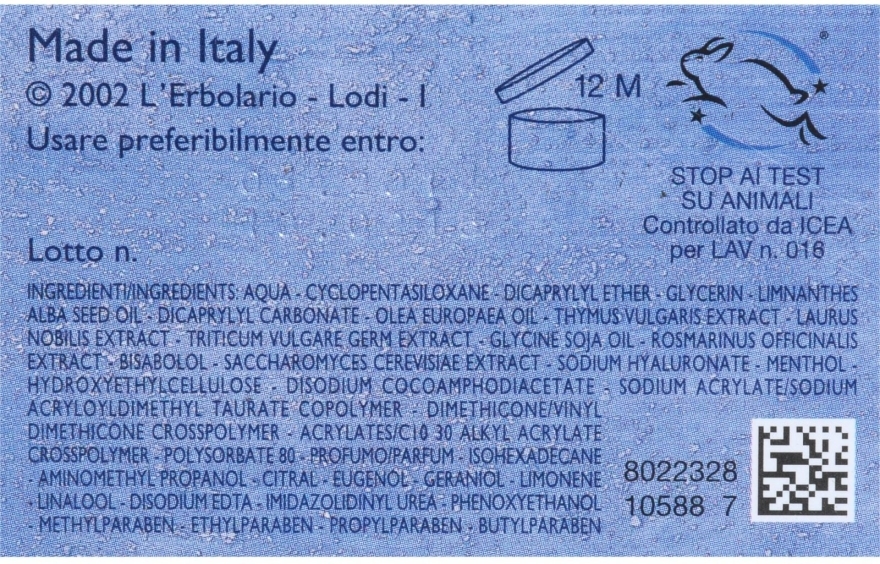 Made in Italy
© 2002 L'Erbolario - Lodi - I
Usare preferibilmente entro:
12 M
®
STOP AI TEST
SU ANIMALI
Controllato da ICEA
per LAV n. 016
Lotto n.
INGREDIENTI/INGREDIENTS: AQUA - CYCLOPENTASILOXANE - DICAPRYLYL ETHER - GLYCERIN - LIMNANTHES
ALBA SEED OIL - DICAPRYLYL CARBONATE - OLEA EUROPAEA OIL - THYMUS VULGARIS EXTRACT - LAURUS
NOBILIS EXTRACT - TRITICUM VULGARE GERM EXTRACT - GLYCINE SOJA OIL - ROSMARINUS OFFICINALIS
EXTRACT - BISABOLOL - SACCHAROMYCES CEREVISIAE EXTRACT - SODIUM HYALURONATE - MENTHOL -
HYDROXYETHYLCELLULOSE - DISODIUM COCOAMPHODIACETATE - SODIUM ACRYLATE/SODIUM
ACRYLOYLDIMETHYL TAURATE COPOLYMER - DIMETHICONE/VINYL
DIMETHICONE CROSSPOLYMER - ACRYLATES/C10 30 ALKYL ACRYLATE
CROSSPOLYMER - POLYSORBATE 80 - PROFUMO/PARFUM - ISOHEXADECANE
- AMINOMETHYL PROPANOL - CITRAL - EUGENOL - GERANIOL - LIMONENE
- LINALOOL - DISODIUM EDTA - IMIDAZOLIDINYL UREA - PHENOXYETHANOL
- METHYLPARABEN - ETHYLPARABEN - PROPYLPARABEN - BUTYLPARABEN
8022328
10588 7